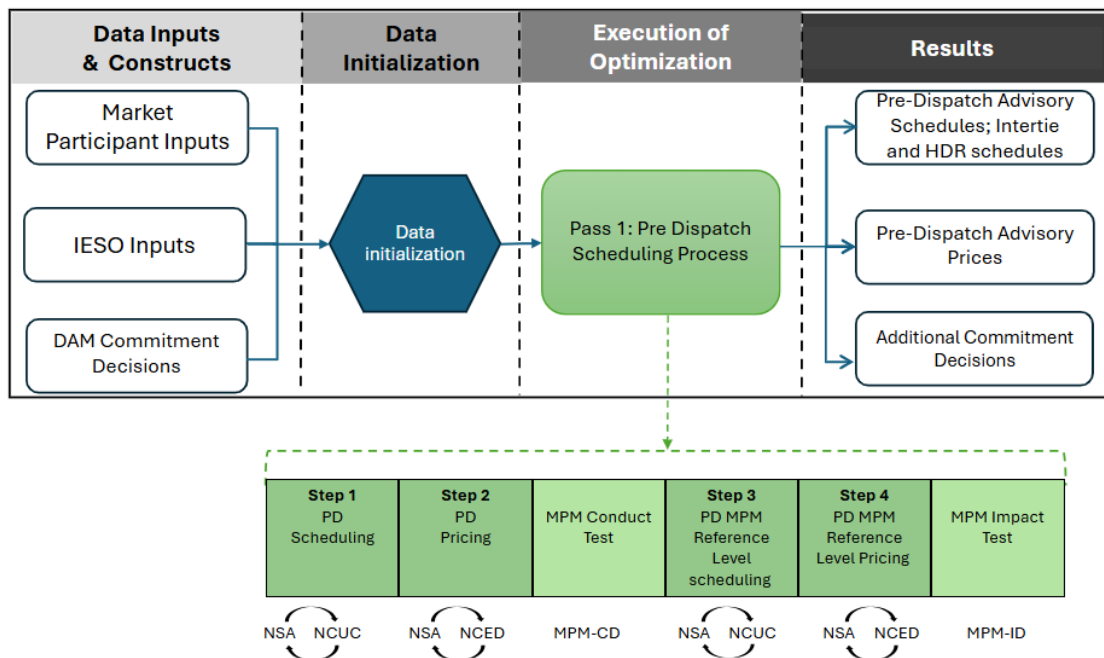 Data Inputs
& Constructs
Data
Initialization
Execution of
Optimization
Results
Market
Participant Inputs
IESO Inputs
DAM Commitment
Decisions
Data
initialization
Pass 1: Pre Dispatch
Scheduling Process
Pre-Dispatch Advisory
Schedules; Intertie
and HDR schedules
Pre-Dispatch Advisory
Prices
Additional Commitment
Decisions
Step 1
PD
Scheduling
Step 2
PD
Pricing
MPM Conduct
Test
Step 3
PD MPM
Reference
Level
scheduling
Step 4
PD MPM
Reference
Level Pricing
MPM Impact
Test
NSA NCUC
NSA NCED
MPM-CD
NSA NCUC
NSA NCED
MPM-ID